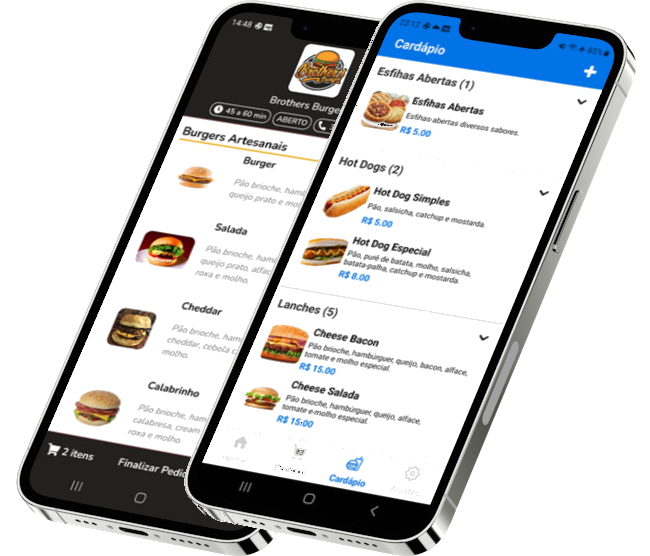 14:48
Brothers
Brothers Burge
45 a 60 min
ABERTO
Burgers Artesanais
Burger
Pão brioche, hamb
queijo prato e mol
Salada
Pão brioche, hamb
queijo prato, alfac
roxa e molho.
Cheddar
Pão brioche, ham
cheddar, cebola c
molho.
Calabrinho
Pão brioche, ham
calabresa, cream
roxa e molho.
2 itens
Finalizar Pedid
22:12
85%
Cardápio
+
Esfihas Abertas (1)
Esfihas Abertas
Esfihas abertas diversos sabores.
R$ 5.00
Hot Dogs (2)
Hot Dog Simples
Pão, salsicha, catchup e mostarda.
R$ 5.00
Hot Dog Especial
Pão, purê de batata, molho, salsicha,
batata-palha, catchup e mostarda.
R$ 8.00
Lanches (5)
Cheese Bacon
Pão brioche, hambúrguer, queijo, bacon, alface,
tomate e molho especial.
R$ 15.00
Cheese Salada
Pão brioche, hambúrguer, queijo, alface,
tomate e molho especial.
R$ 15.00
Cardápio